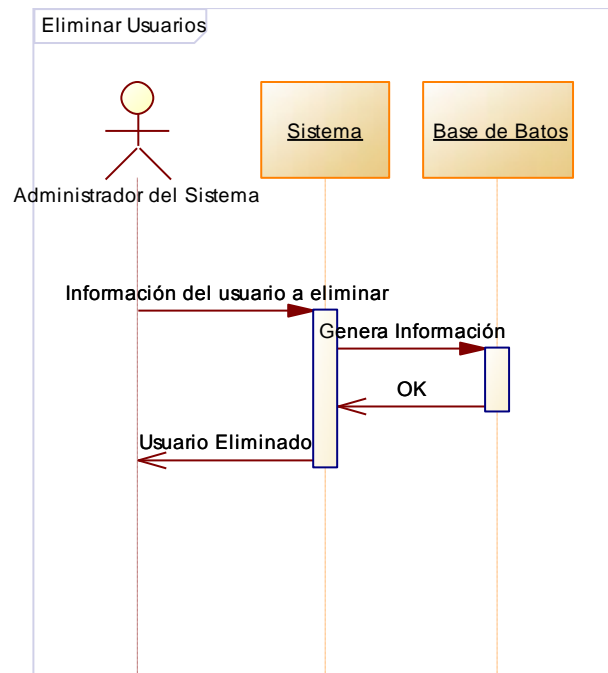 Eliminar Usuarios
Sistema
Base de Batos
Administrador del Sistema
Información del usuario a eliminar
Genera Información
OK
Usuario Eliminado